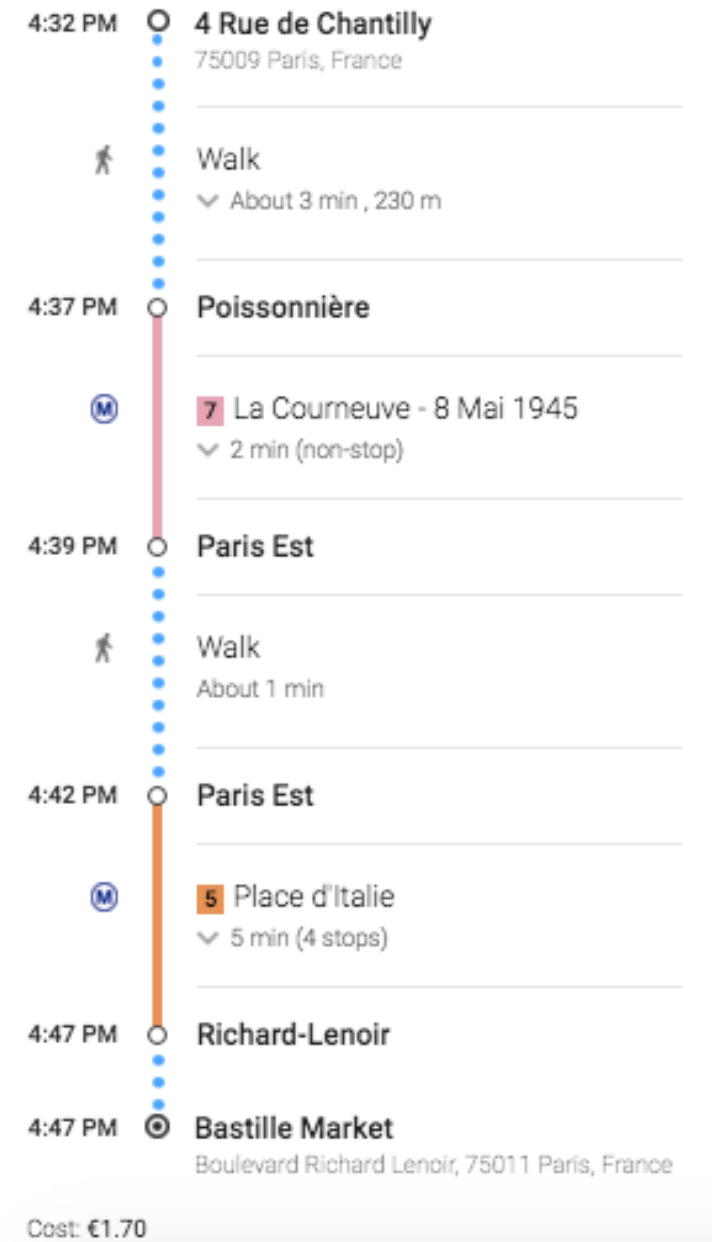 4:32 PM 4 Rue de Chantilly
75009 Paris, France
Walk
About 3 min , 230 m
4:37 PM Poissonnière
M 7 La Courneuve - 8 Mai 1945
2 min (non-stop)
4:39 PM Paris Est
Walk
About 1 min
4:42 PM Paris Est
M 5 Place d'Italie
5 min (4 stops)
4:47 PM Richard-Lenoir
4:47 PM Bastille Market
Boulevard Richard Lenoir, 75011 Paris, France
Cost: €1.70